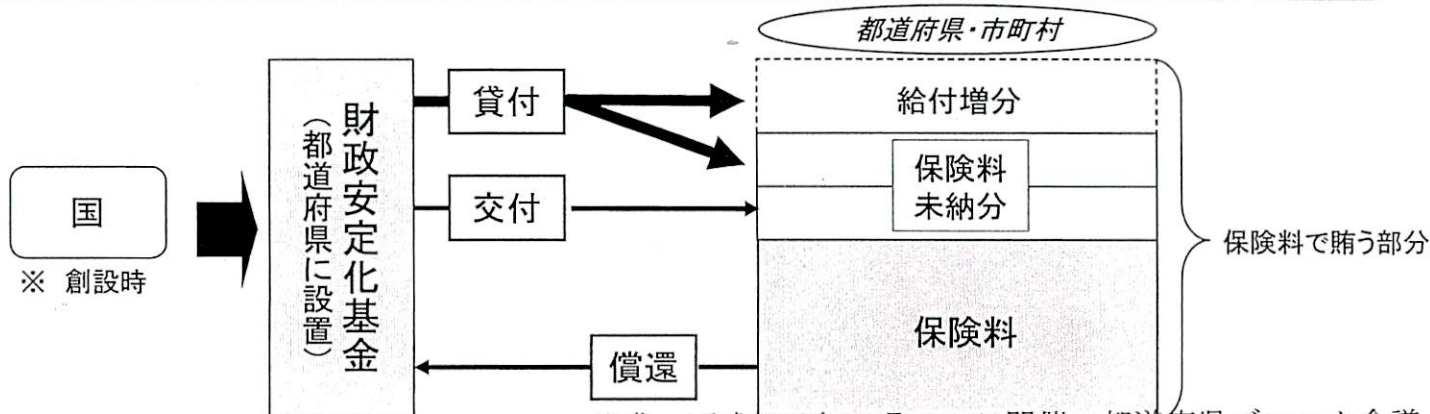 都道府県・市町村
国
※ 創設時
財政安定化基金
(都道府県に設置)
貸付
交付
償還
給付増分
保険料
未納分
保険料
保険料で賄う部分